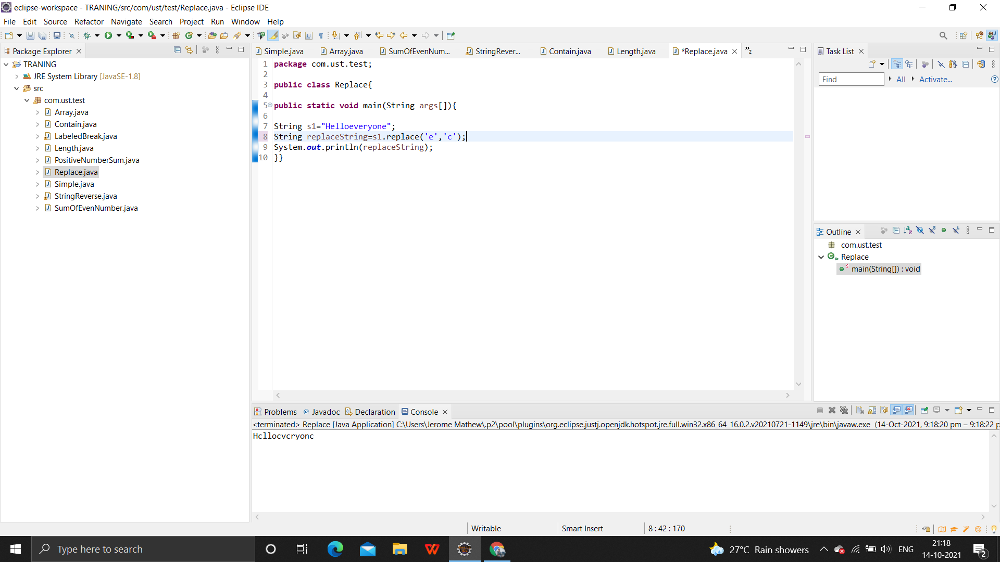 eclipse-workspace - TRANING/src/com/ust/test/Replace.java - Eclipse IDE
File Edit Source Refactor Navigate Search Project Run Window Help
Package Explorer
TRANING
JRE System Library [JavaSE-1.8]
src
com.ust.test
Array.java
Contain.java
LabeledBreak.java
Length.java
PositiveNumberSum.java
Replace.java
Simple.java
StringReverse.java
SumOfEvenNumber.java
Simple.java Array.java SumOfEvenNum... StringRever... Contain.java Length.java *Replace.java »2
1 package com.ust.test;
2
3 public class Replace{
4
5 public static void main(String args[]){
6
7 String s1="Helloeveryone";
8 String replaceString=s1.replace('e','c');
9 System.out.println(replaceString);
10 }}
Task List
Find All Activate...
Outline
com.ust.test
Replace
main(String[]) : void
Problems Javadoc Declaration Console
<terminated> Replace [Java Application] C:\Users\Jerome Mathew\.p2\pool\plugins\org.eclipse.justj.openjdk.hotspot.jre.full.win32.x86_64_16.0.2.v20210721-1149\jre\bin\javaw.exe (14-Oct-2021, 9:18:20 pm – 9:18:22 p
Hcllocvcryonc
Writable Smart Insert 8 : 42 : 170
Type here to search
27°C Rain showers ENG
21:18
14-10-2021
2